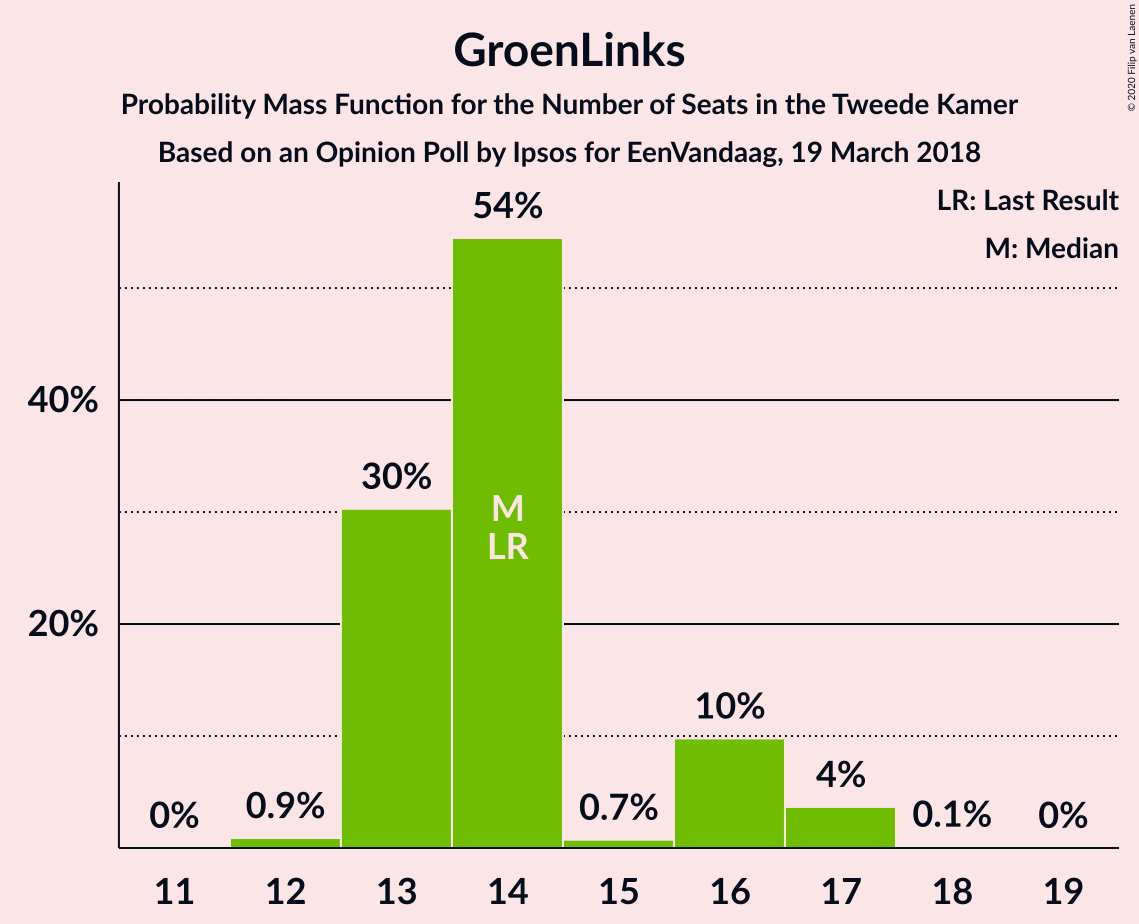 GroenLinks
Probability Mass Function for the Number of Seats in the Tweede Kamer
Based on an Opinion Poll by Ipsos for EenVandaag, 19 March 2018
© 2020 Filip van Laenen
LR: Last Result
M: Median
54%
40%
30%
M
LR
20%
10%
4%
0%
0.9%
0.7%
0.1%
0%
11 12 13 14 15 16 17 18 19